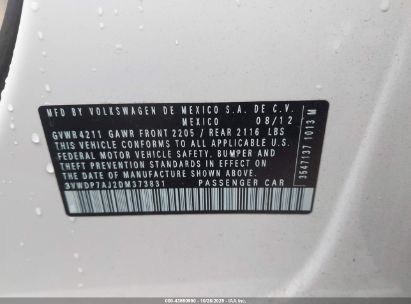 MFD BY VOLKSWAGEN DE MEXICO S.A. DE C.V.
MEXICO 08/12
GVWR4211 GAWR FRONT 2205 / REAR 2116 LBS
THIS VEHICLE CONFORMS TO ALL APPLICABLE U.S.
FEDERAL MOTOR VEHICLE SAFETY, BUMPER AND
THEFT PREVENTION STANDARDS IN EFFECT ON THE
DATE OF MANUFACTURE SHOWN ABOVE
3VWDP7AJ2DM373831 PASSENGER CAR
3547137 1013 M